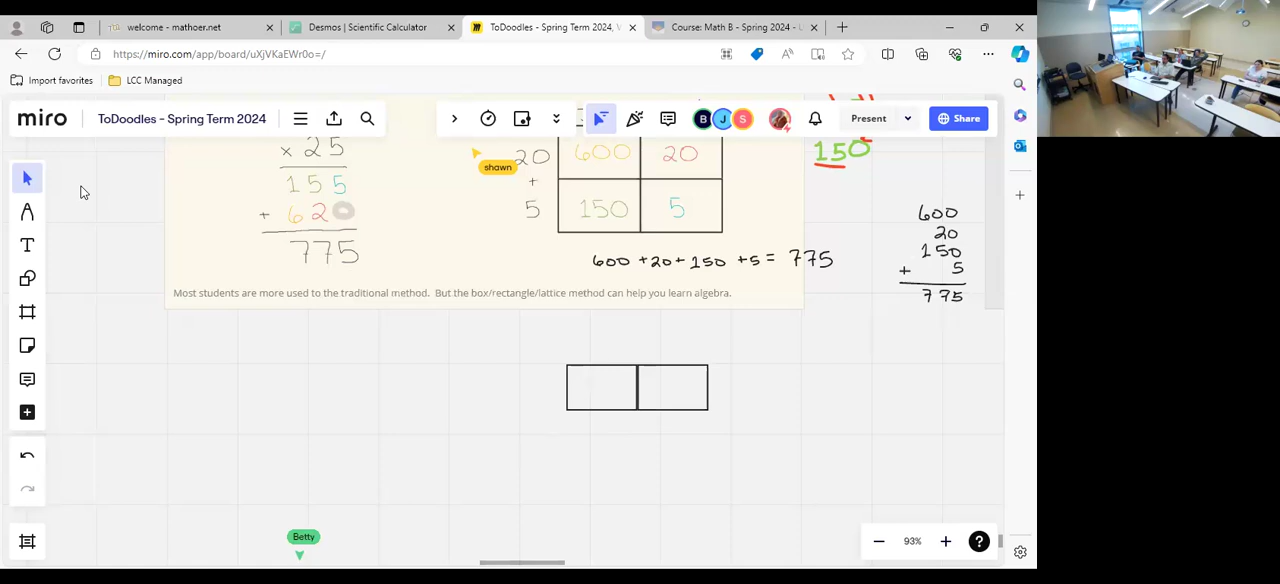 welcome - mathoer.net
Desmos | Scientific Calculator
ToDoodles - Spring Term 2024, V
Course: Math B - Spring 2024 - U
https://miro.com/app/board/uXjVKaEWr0o=/
Import favorites
LCC Managed
miro
ToDoodles - Spring Term 2024
B J S
Present
Share
× 25
155
+ 620
775
shawn
20
+
5
600 20
150 5
600 + 20 + 150 + 5 = 775
150
600
20
150
+ 5
775
Most students are more used to the traditional method. But the box/rectangle/lattice method can help you learn algebra.
Betty
93%